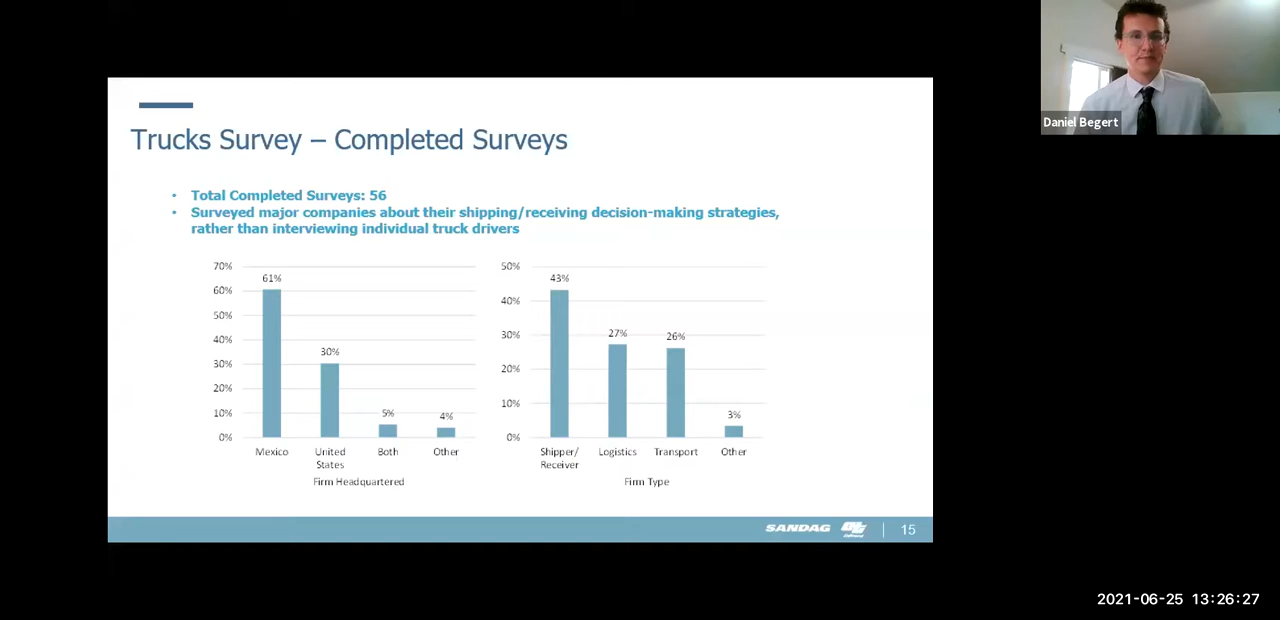 Daniel Begert
Trucks Survey – Completed Surveys
• Total Completed Surveys: 56
• Surveyed major companies about their shipping/receiving decision-making strategies,
rather than interviewing individual truck drivers
70%
60%
50%
40%
30%
20%
10%
0%
61%
30%
5%
4%
Mexico
United
States
Both
Other
Firm Headquartered
50%
40%
30%
20%
10%
0%
43%
27%
26%
3%
Shipper/
Receiver
Logistics
Transport
Other
Firm Type
SANDAG
15
2021-06-25 13:26:27